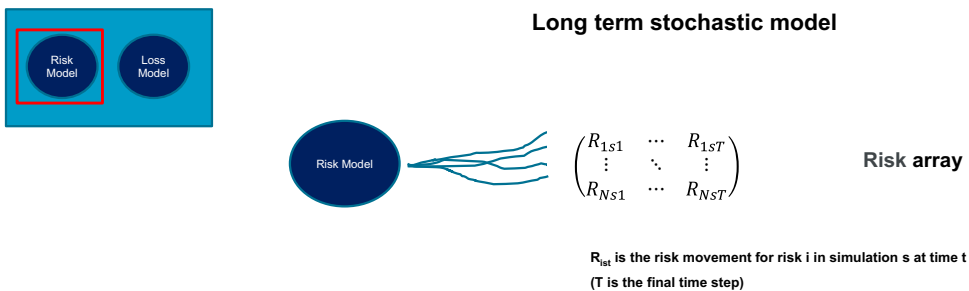 Long term stochastic model
Risk
Model
Loss
Model
Risk Model
R₁ₛ₁ ⋯ R₁ₛT
⋮ ⋱ ⋮
RNₛ₁ ⋯ RNₛT
Risk array
Rᵢₛₜ is the risk movement for risk i in simulation s at time t
(T is the final time step)